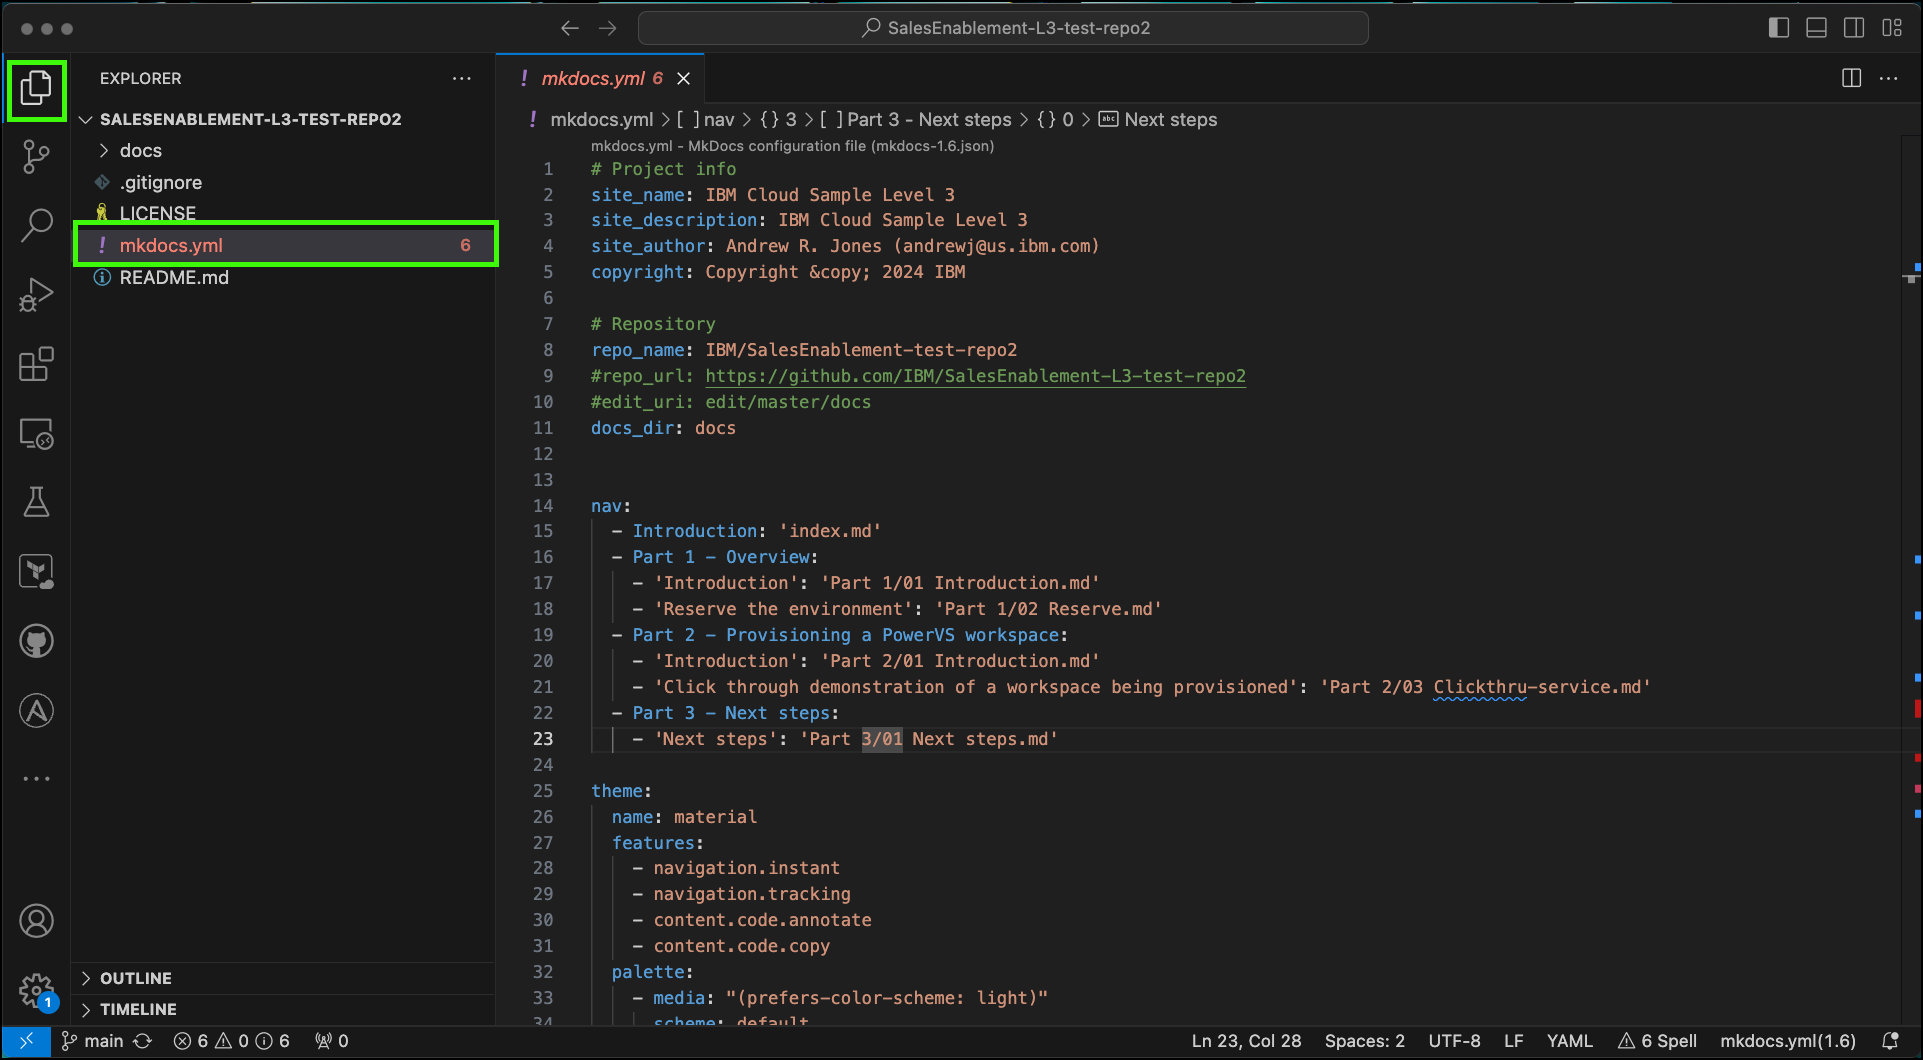 SalesEnablement-L3-test-repo2
EXPLORER
SALESENABLEMENT-L3-TEST-REPO2
docs
.gitignore
LICENSE
mkdocs.yml 6
README.md
OUTLINE
TIMELINE
1
! mkdocs.yml 6
! mkdocs.yml > [ ] nav > {} 3 > [ ] Part 3 - Next steps > {} 0 > abc Next steps
mkdocs.yml - MkDocs configuration file (mkdocs-1.6.json)
1 # Project info
2 site_name: IBM Cloud Sample Level 3
3 site_description: IBM Cloud Sample Level 3
4 site_author: Andrew R. Jones (andrewj@us.ibm.com)
5 copyright: Copyright &copy; 2024 IBM
6
7 # Repository
8 repo_name: IBM/SalesEnablement-test-repo2
9 #repo_url: https://github.com/IBM/SalesEnablement-L3-test-repo2
10 #edit_uri: edit/master/docs
11 docs_dir: docs
12
13
14 nav:
15 - Introduction: 'index.md'
16 - Part 1 - Overview:
17 - 'Introduction': 'Part 1/01 Introduction.md'
18 - 'Reserve the environment': 'Part 1/02 Reserve.md'
19 - Part 2 - Provisioning a PowerVS workspace:
20 - 'Introduction': 'Part 2/01 Introduction.md'
21 - 'Click through demonstration of a workspace being provisioned': 'Part 2/03 Clickthru-service.md'
22 - Part 3 - Next steps:
23 - 'Next steps': 'Part 3/01 Next steps.md'
24
25 theme:
26 name: material
27 features:
28 - navigation.instant
29 - navigation.tracking
30 - content.code.annotate
31 - content.code.copy
32 palette:
33 - media: "(prefers-color-scheme: light)"
34 scheme: default
main 6 0 6 0 Ln 23, Col 28 Spaces: 2 UTF-8 LF YAML 6 Spell mkdocs.yml(1.6)